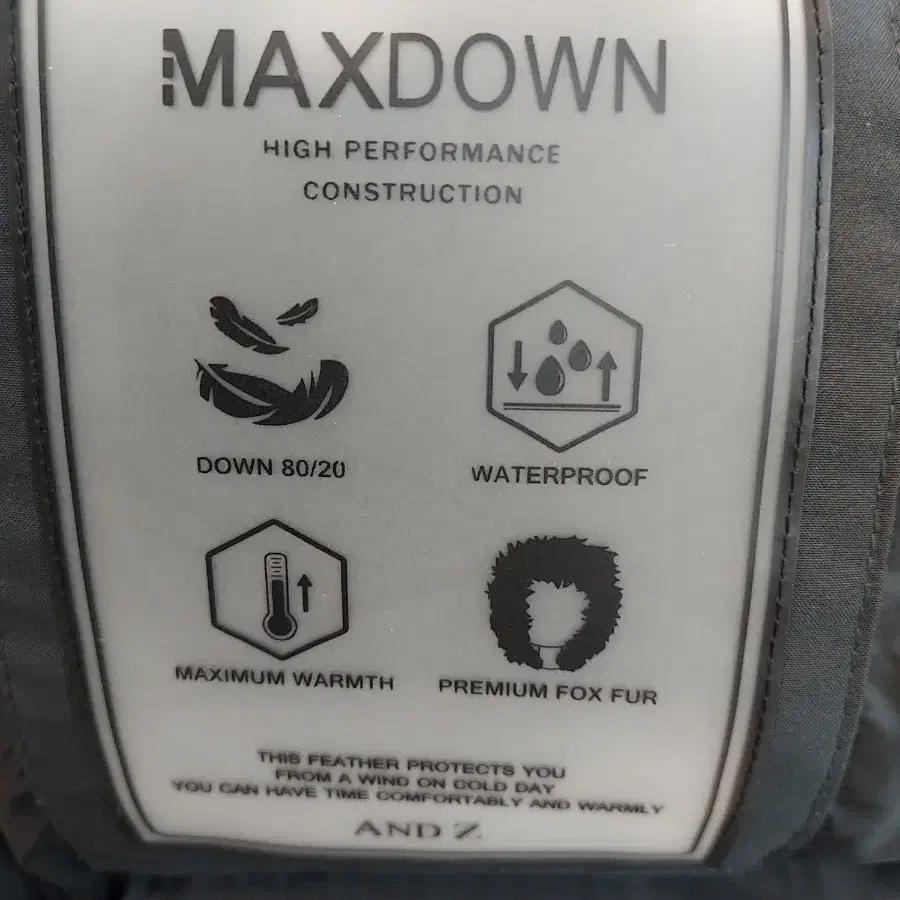 MAXDOWN
HIGH PERFORMANCE
CONSTRUCTION
DOWN 80/20
WATERPROOF
MAXIMUM WARMTH
PREMIUM FOX FUR
THIS FEATHER PROTECTS YOU
FROM A WIND ON COLD DAY
YOU CAN HAVE TIME COMFORTABLY AND WARMLY
AND Z